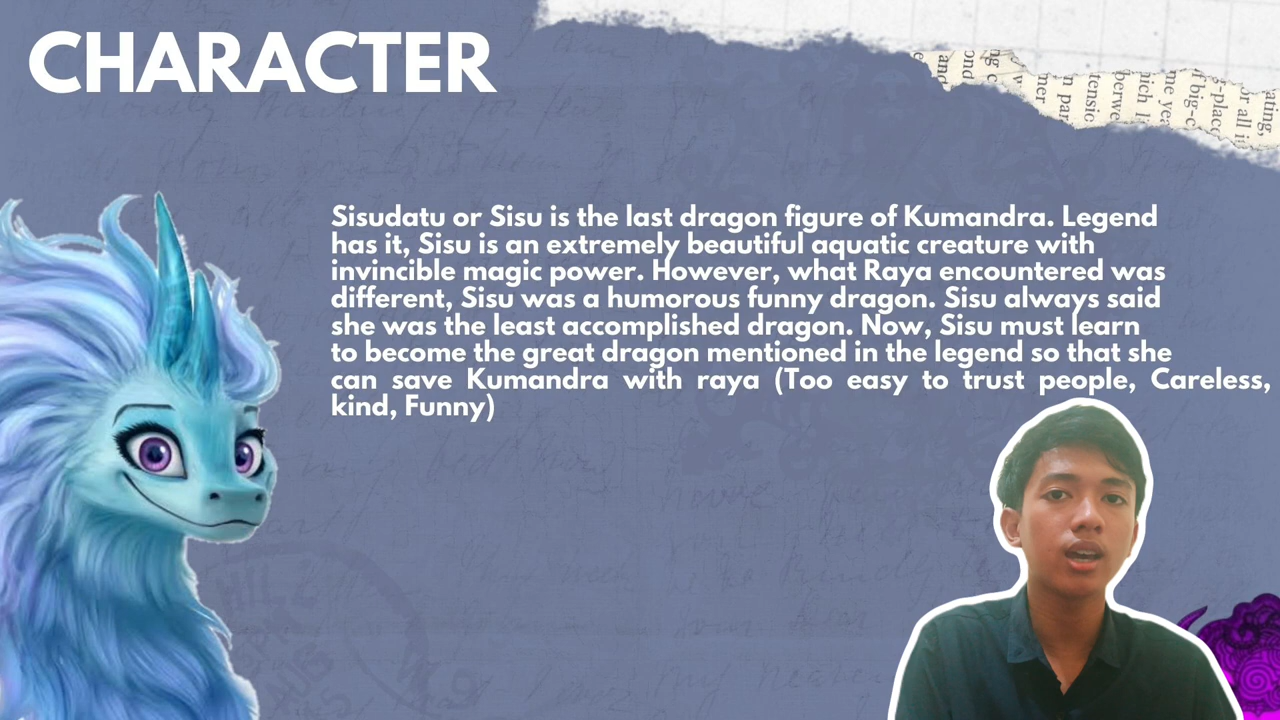 CHARACTER
Sisudatu or Sisu is the last dragon figure of Kumandra. Legend
has it, Sisu is an extremely beautiful aquatic creature with
invincible magic power. However, what Raya encountered was
different, Sisu was a humorous funny dragon. Sisu always said
she was the least accomplished dragon. Now, Sisu must learn
to become the great dragon mentioned in the legend so that she
can save Kumandra with raya (Too easy to trust people, Careless,
kind, Funny)